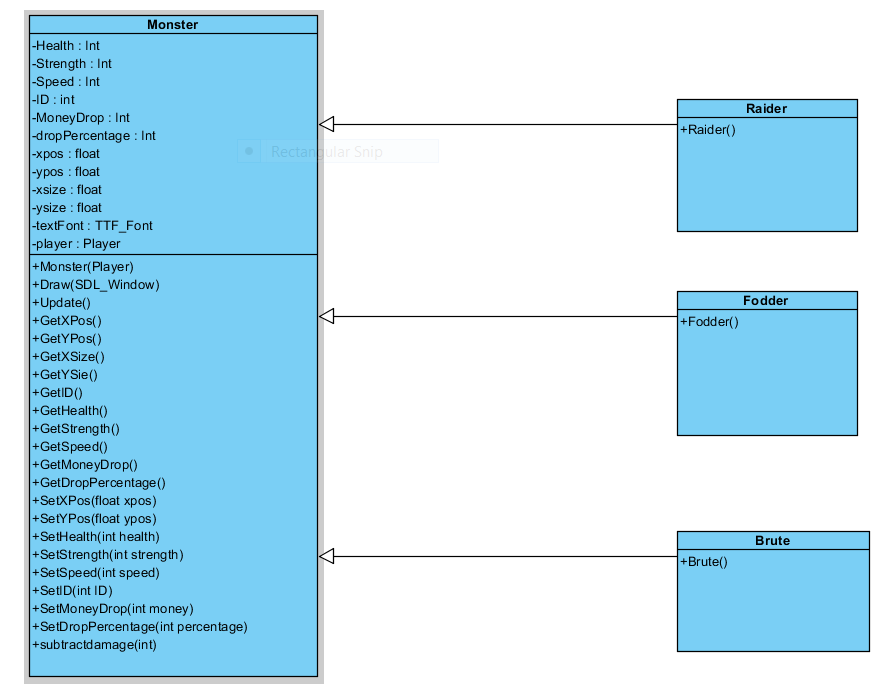 Monster
-Health : Int
-Strength : Int
-Speed : Int
-ID : int
-MoneyDrop : Int
-dropPercentage : Int
-xpos : float
-ypos : float
-xsize : float
-ysize : float
-textFont : TTF_Font
-player : Player
+Monster(Player)
+Draw(SDL_Window)
+Update()
+GetXPos()
+GetYPos()
+GetXSize()
+GetYSie()
+GetID()
+GetHealth()
+GetStrength()
+GetSpeed()
+GetMoneyDrop()
+GetDropPercentage()
+SetXPos(float xpos)
+SetYPos(float ypos)
+SetHealth(int health)
+SetStrength(int strength)
+SetSpeed(int speed)
+SetID(int ID)
+SetMoneyDrop(int money)
+SetDropPercentage(int percentage)
+subtractdamage(int)
Rectangular Snip
Raider
+Raider()
Fodder
+Fodder()
Brute
+Brute()